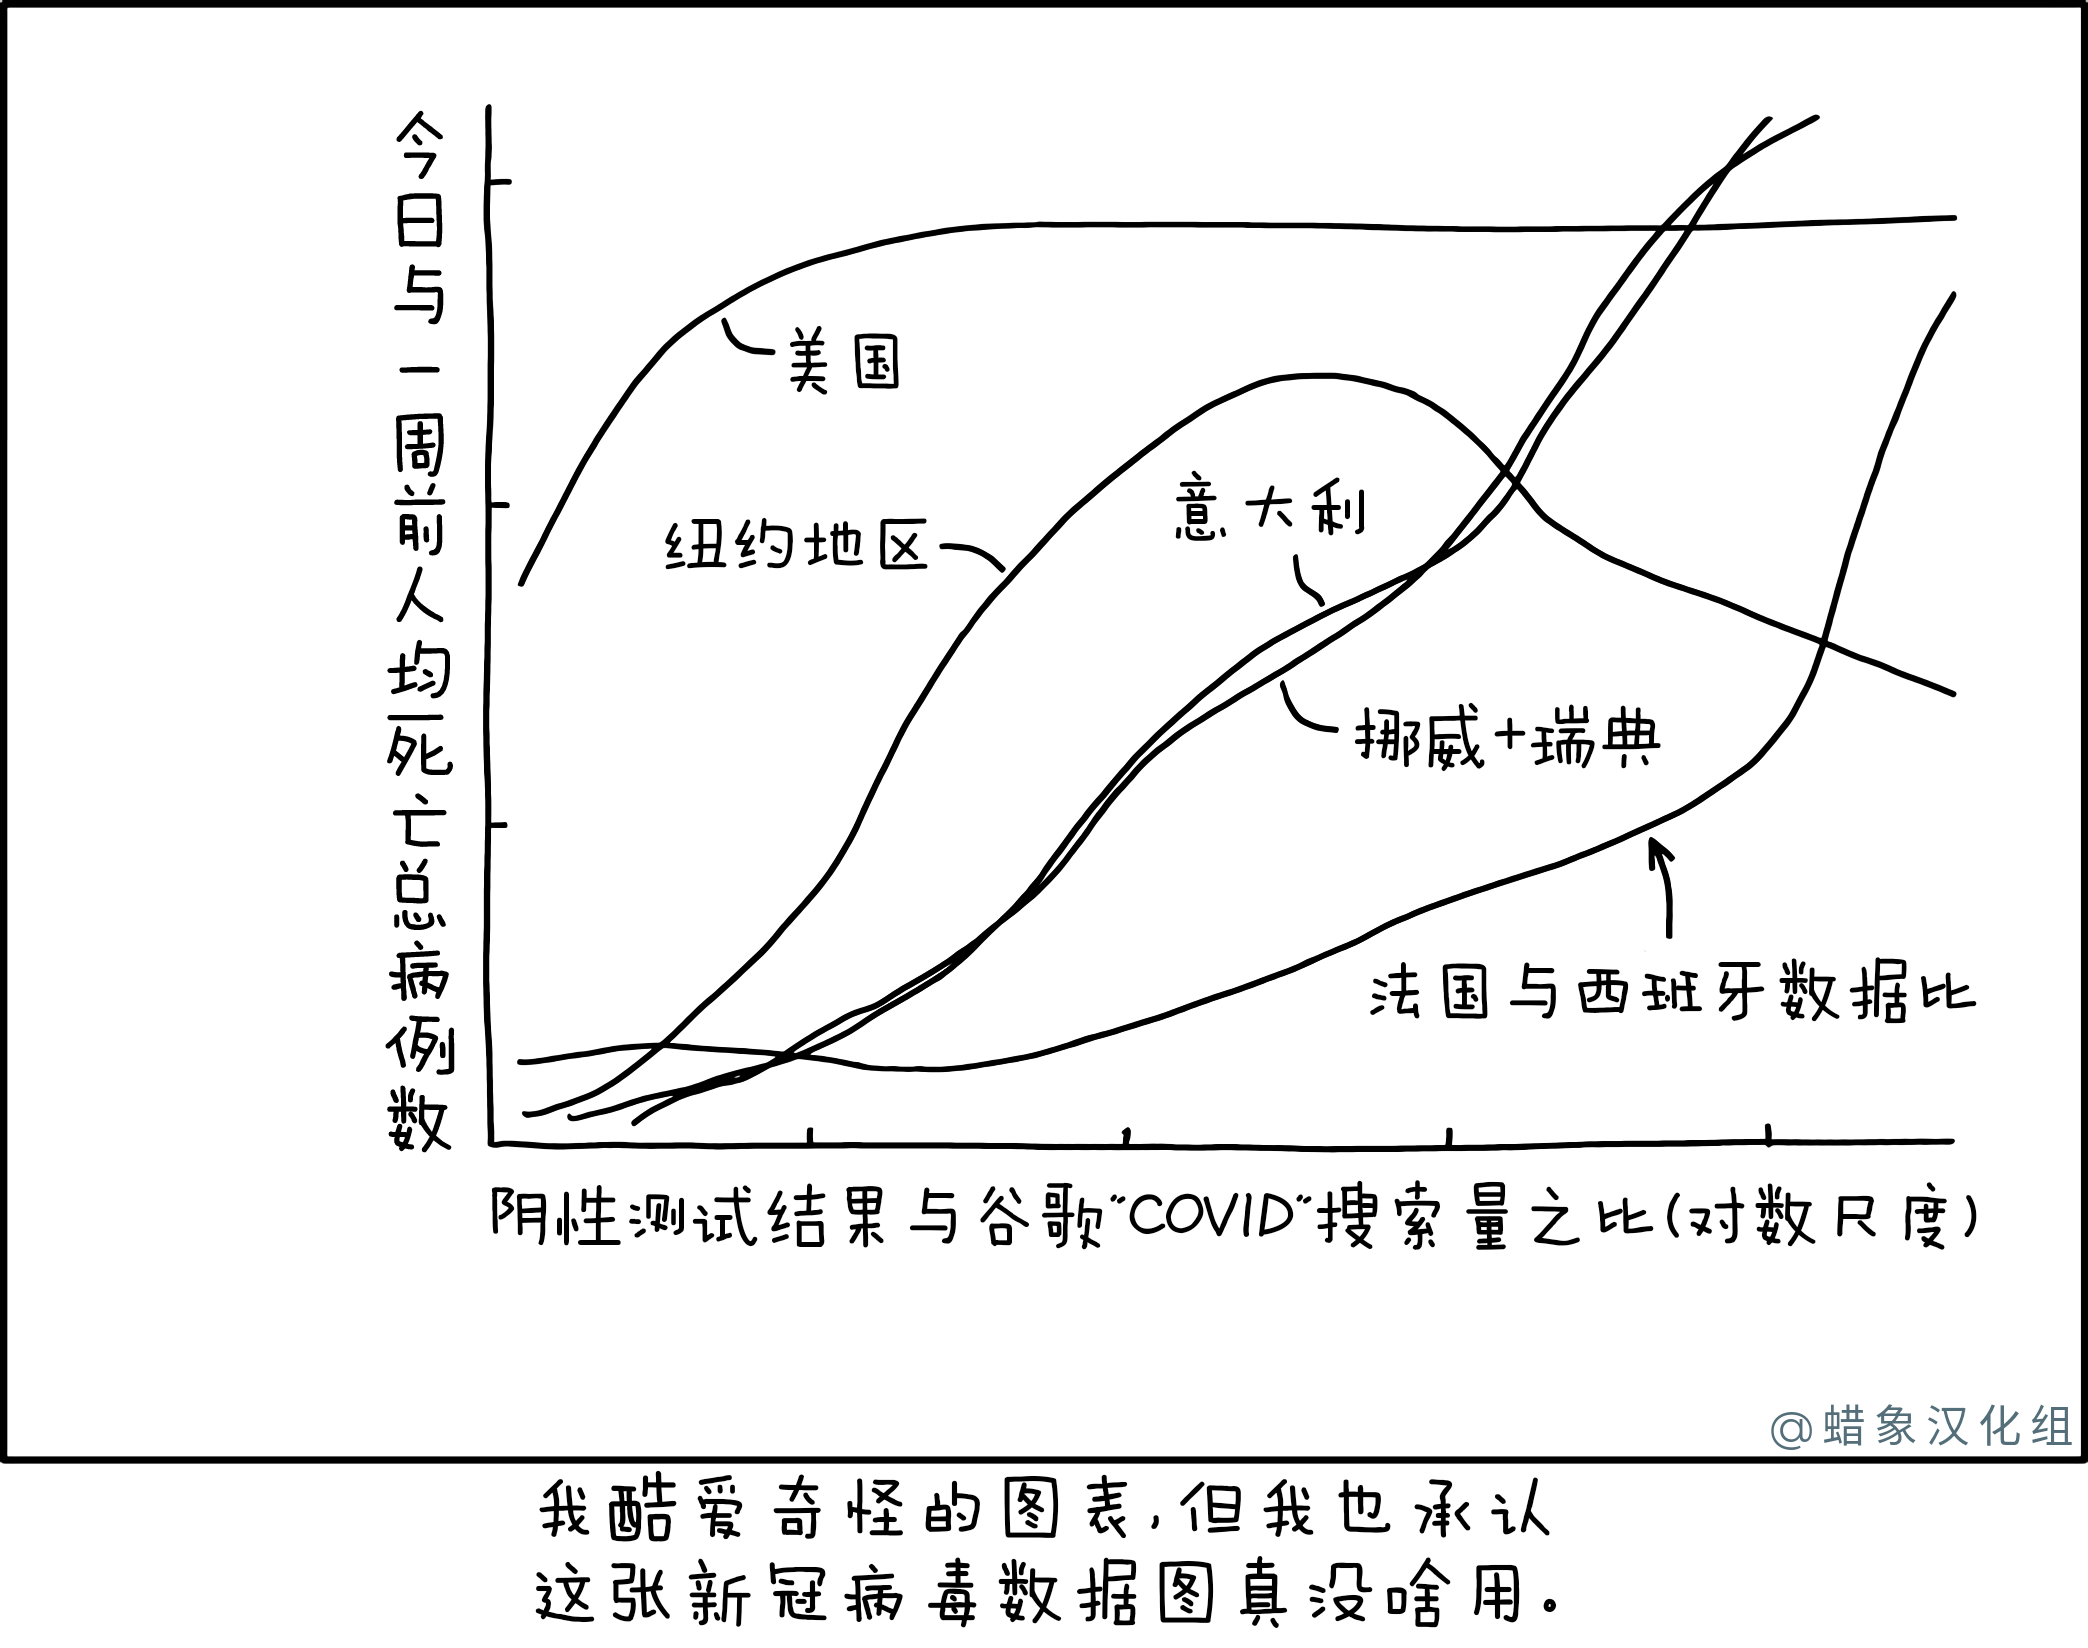 今日与一周前人均死亡总病例数
美国
纽约地区
意大利
挪威+瑞典
法国与西班牙数据比
阴性测试结果与谷歌"COVID"搜索量之比(对数尺度)
@蜡象汉化组
我酷爱奇怪的图表,但我也承认
这张新冠病毒数据图真没啥用。